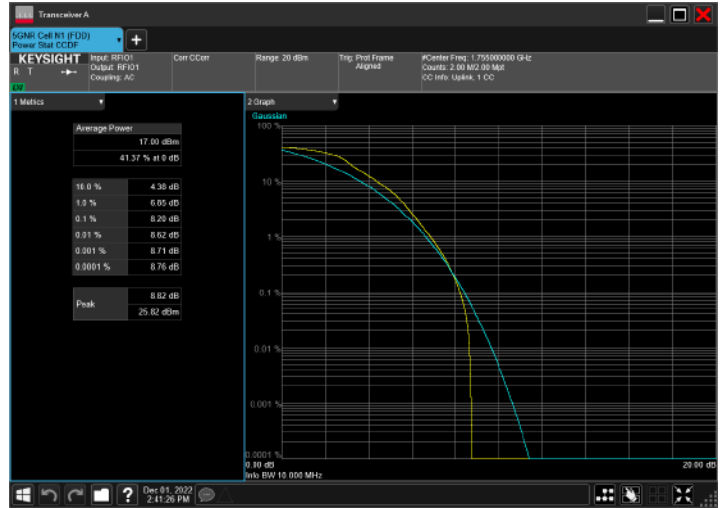 Transceiver A
5GNR Cell N1 (FDD)
Power Stat CCDF
KEYSIGHT
R T
Input: RFIO1
Output: RFIO1
Coupling: AC
Corr CCorr
Range: 20 dBm
Trig: Prot Frame
Aligned
#Center Freq: 1.755000000 GHz
Counts: 2.00 M/2.00 Mpt
CC Info: Uplink, 1 CC
1 Metrics
Average Power
17.00 dBm
41.37 % at 0 dB
10.0 % 4.38 dB
1.0 % 6.85 dB
0.1 % 8.20 dB
0.01 % 8.62 dB
0.001 % 8.71 dB
0.0001 % 8.76 dB
Peak
8.82 dB
25.82 dBm
2 Graph
Gaussian
100 %
10 %
1 %
0.1 %
0.01 %
0.001 %
0.0001 %
0.00 dB
20.00 dB
Info BW 10.000 MHz
?
Dec 01, 2022
2:41:26 PM